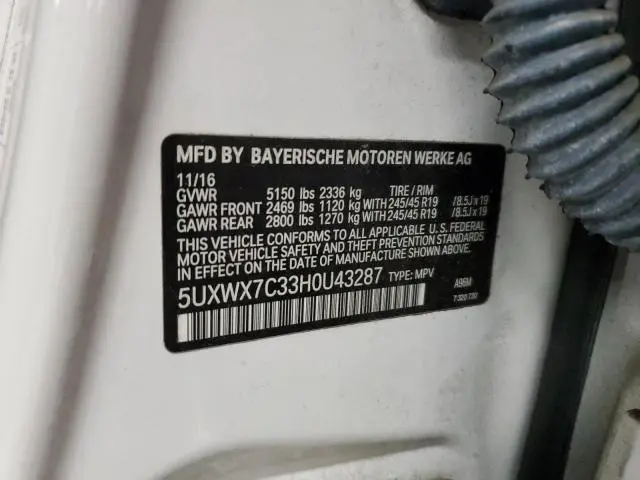 MFD BY BAYERISCHE MOTOREN WERKE AG
11/16
GVWR 5150 lbs 2336 kg TIRE / RIM
GAWR FRONT 2469 lbs 1120 kg WITH 245/45 R19 /8.5J x 19
GAWR REAR 2800 lbs 1270 kg WITH 245/45 R19 /8.5J x 19
THIS VEHICLE CONFORMS TO ALL APPLICABLE U. S. FEDERAL
MOTOR VEHICLE SAFETY AND THEFT PREVENTION STANDARDS
IN EFFECT ON THE DATE OF MANUFACTURE SHOWN ABOVE.
5UXWX7C33H0U43287 TYPE: MPV
A96M